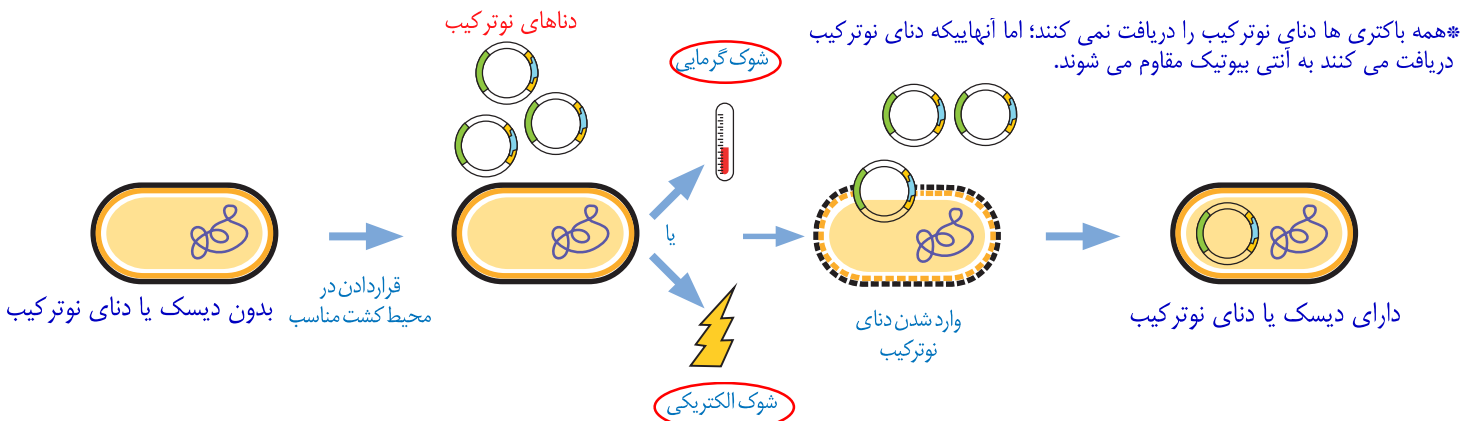 دناهای نوترکیب
شوک گرمایی
*همه باکتری ها دنای نوترکیب را دریافت نمی کنند؛ اما آنهاییکه دنای نوترکیب
دریافت می کنند به آنتی بیوتیک مقاوم می شوند.
یا
قراردادن در
محیط کشت مناسب
بدون دیسک یا دنای نوترکیب
وارد شدن دنای
نوترکیب
دارای دیسک یا دنای نوترکیب
شوک الکتریکی